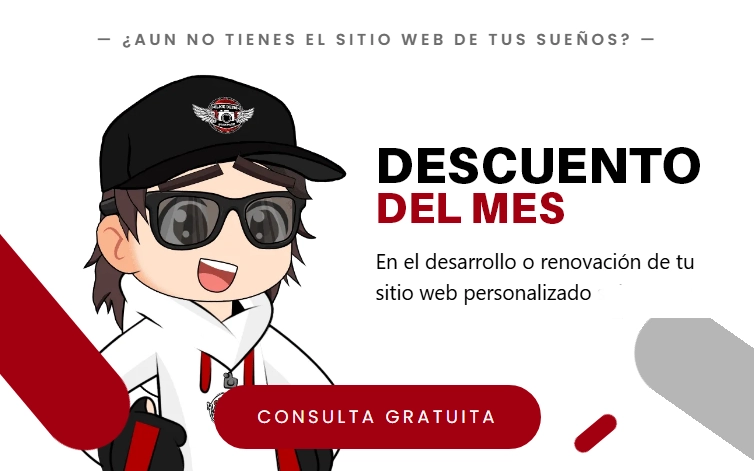 — ¿AUN NO TIENES EL SITIO WEB DE TUS SUEÑOS? —
DESCUENTO
DEL MES
En el desarrollo o renovación de tu
sitio web personalizado
CONSULTA GRATUITA